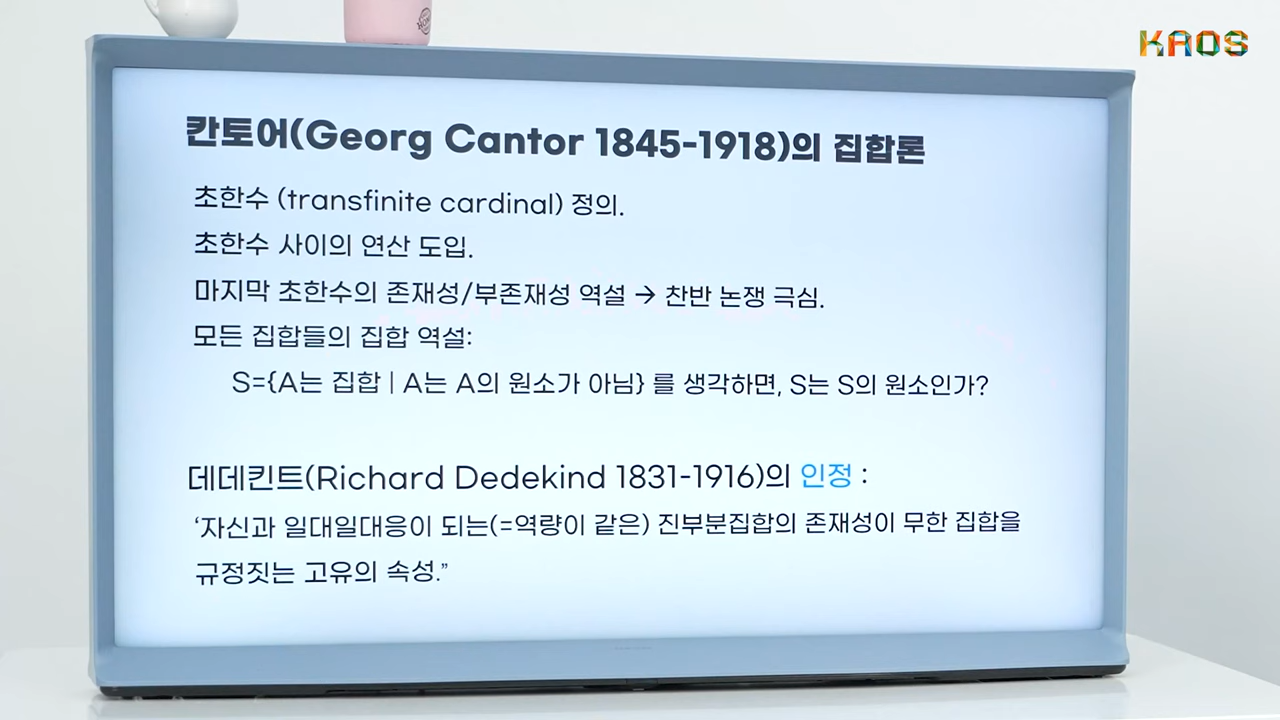 KAOS
칸토어(Georg Cantor 1845-1918)의 집합론
초한수 (transfinite cardinal) 정의.
초한수 사이의 연산 도입.
마지막 초한수의 존재성/부존재성 역설 → 찬반 논쟁 극심.
모든 집합들의 집합 역설:
S={A는 집합 | A는 A의 원소가 아님} 를 생각하면, S는 S의 원소인가?
데데킨트(Richard Dedekind 1831-1916)의 인정 :
‘자신과 일대일대응이 되는(=역량이 같은) 진부분집합의 존재성이 무한 집합을
규정짓는 고유의 속성.”